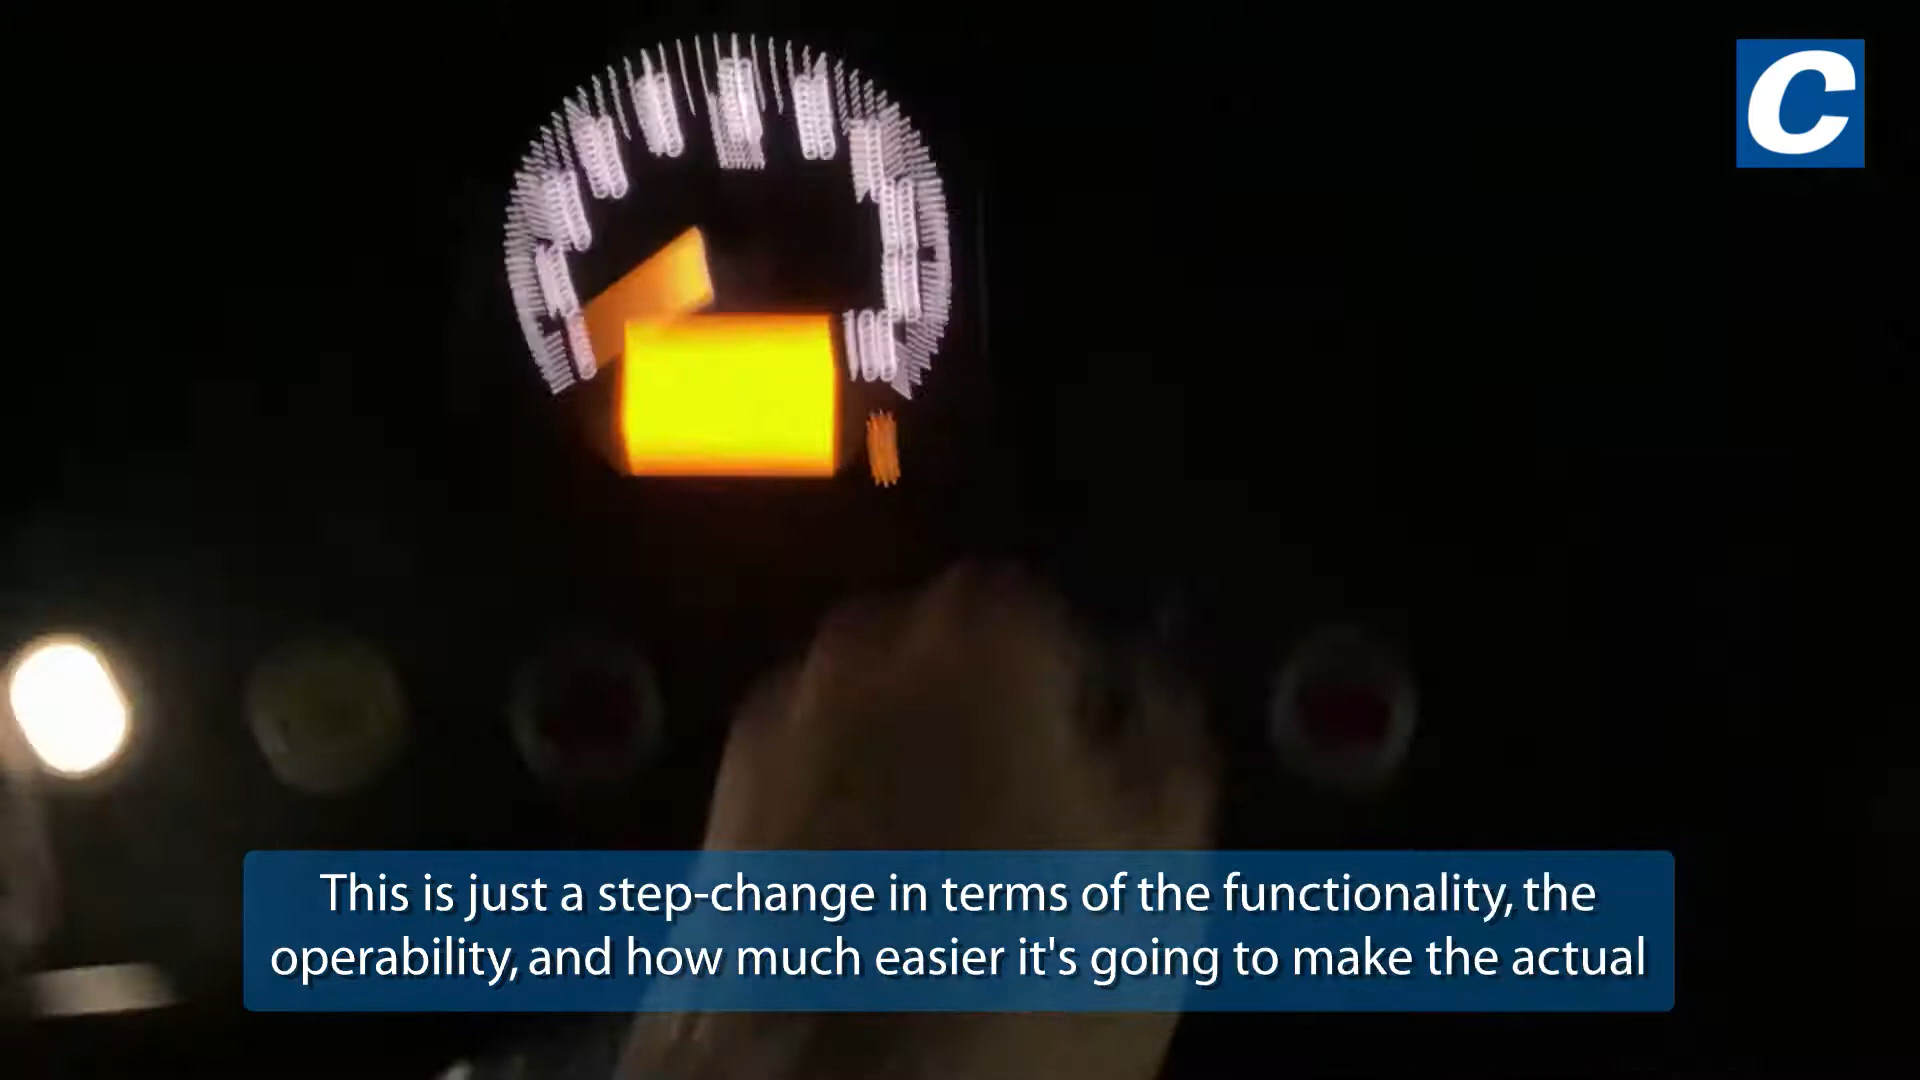 C
This is just a step-change in terms of the functionality, the
operability, and how much easier it's going to make the actual
100